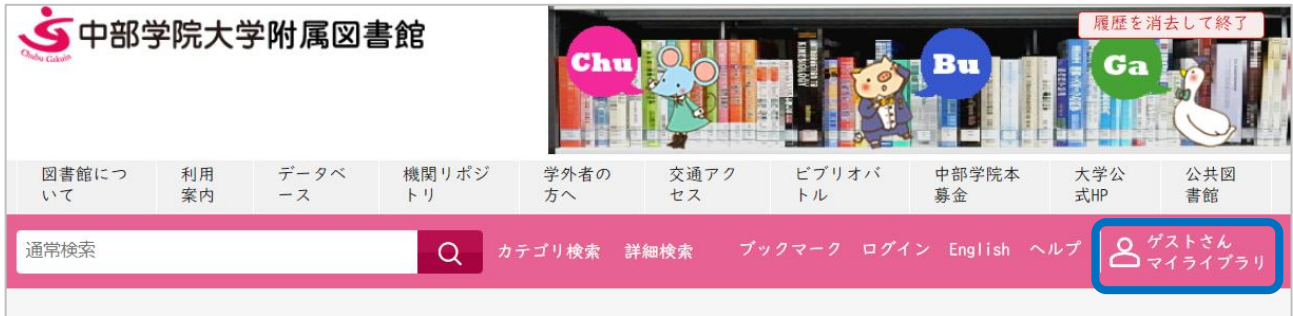 中部学院大学附属図書館
Chubu Gakuin
履歴を消去して終了
Chu
Bu
Ga
図書館につ
いて
利用
案内
データベ
ース
機関リポジ
トリ
学外者の
方へ
交通アク
セス
ビブリオバ
トル
中部学院本
募金
大学公
式HP
公共図
書館
通常検索
カテゴリ検索 詳細検索 ブックマーク ログイン English ヘルプ
ゲストさん
マイライブラリ